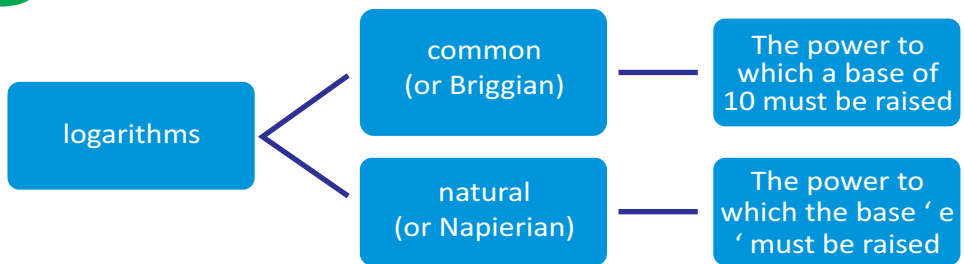 logarithms
common
(or Briggian)
The power to
which a base of
10 must be raised
natural
(or Napierian)
The power to
which the base ‘ e
‘ must be raised